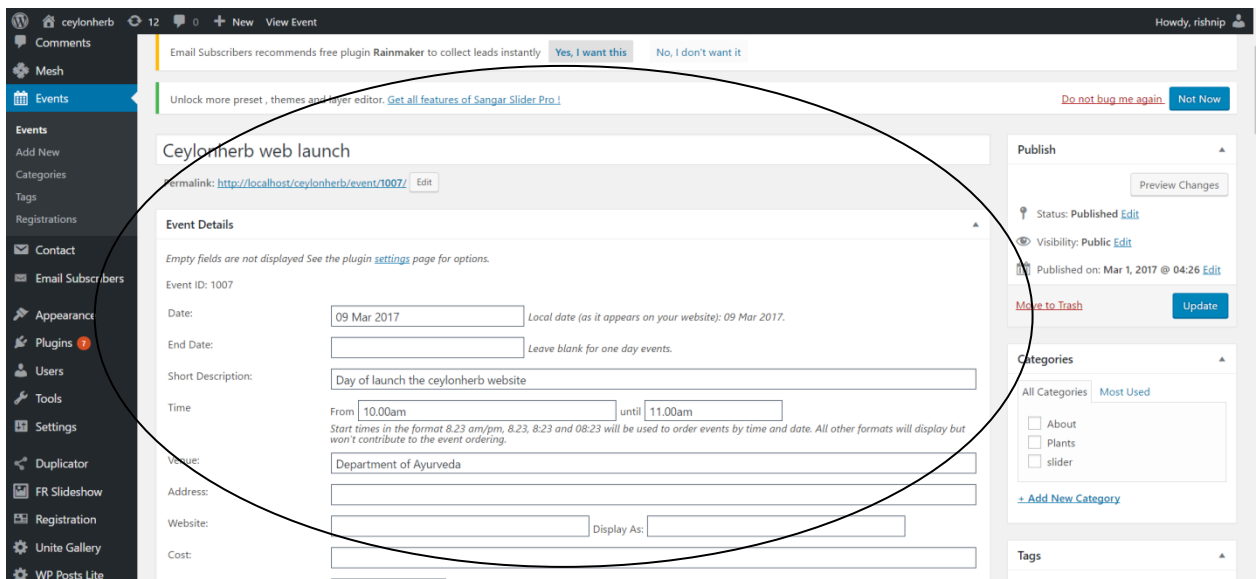 ceylonherb 12 0 New View Event Howdy, rishnip
Comments
Mesh
Events
Events
Add New
Categories
Tags
Registrations
Contact
Email Subscribers
Appearance
Plugins 7
Users
Tools
Settings
Duplicator
FR Slideshow
Registration
Unite Gallery
WP Posts Lite
Email Subscribers recommends free plugin Rainmaker to collect leads instantly Yes, I want this No, I don't want it
Unlock more preset , themes and layer editor. Get all features of Sangar Slider Pro ! Do not bug me again. Not Now
Ceylonherb web launch
Permalink: http://localhost/ceylonherb/event/1007/ Edit
Event Details
Empty fields are not displayed See the plugin settings page for options.
Event ID: 1007
Date: 09 Mar 2017 Local date (as it appears on your website): 09 Mar 2017.
End Date: Leave blank for one day events.
Short Description: Day of launch the ceylonherb website
Time From 10.00am until 11.00am
Start times in the format 8.23 am/pm, 8.23, 8:23 and 08:23 will be used to order events by time and date. All other formats will display but
won't contribute to the event ordering.
Venue: Department of Ayurveda
Address:
Website: Display As:
Cost:
Publish
Preview Changes
Status: Published Edit
Visibility: Public Edit
Published on: Mar 1, 2017 @ 04:26 Edit
Move to Trash Update
Categories
All Categories Most Used
About
Plants
slider
+ Add New Category
Tags